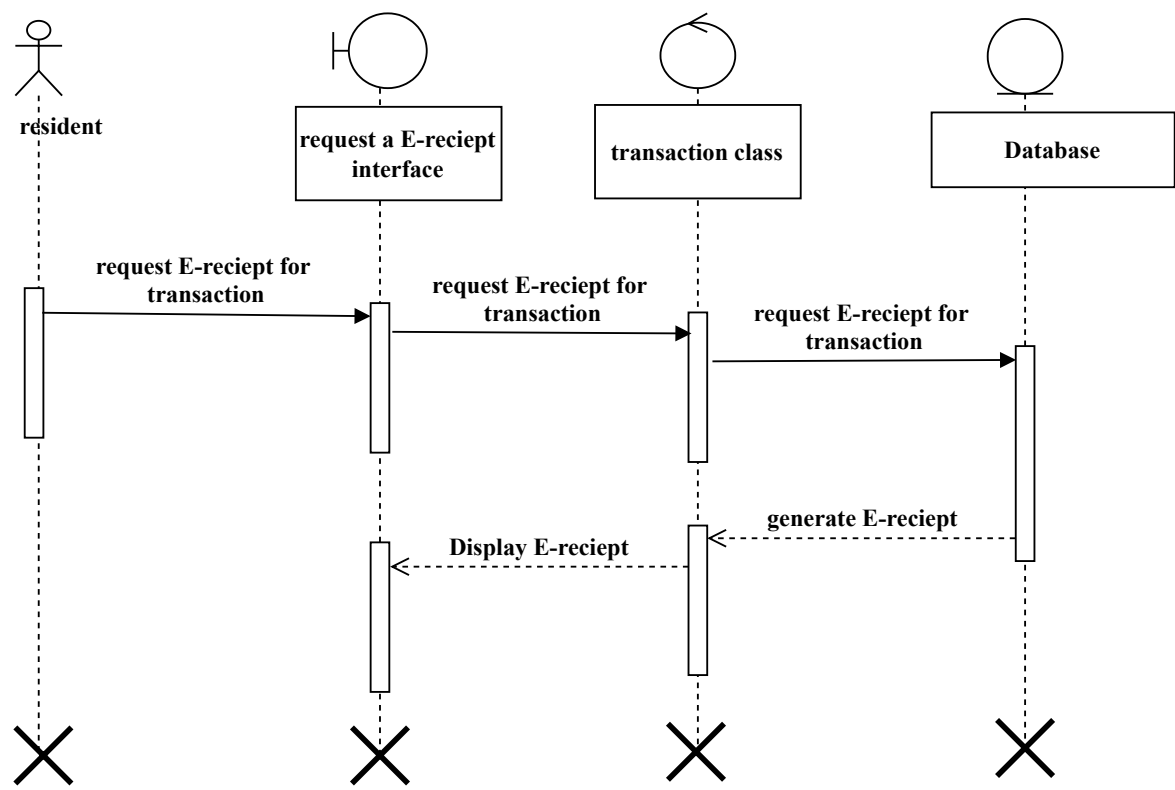 resident
request a E-reciept
interface
transaction class
Database
request E-reciept for
transaction
request E-reciept for
transaction
request E-reciept for
transaction
generate E-reciept
Display E-reciept